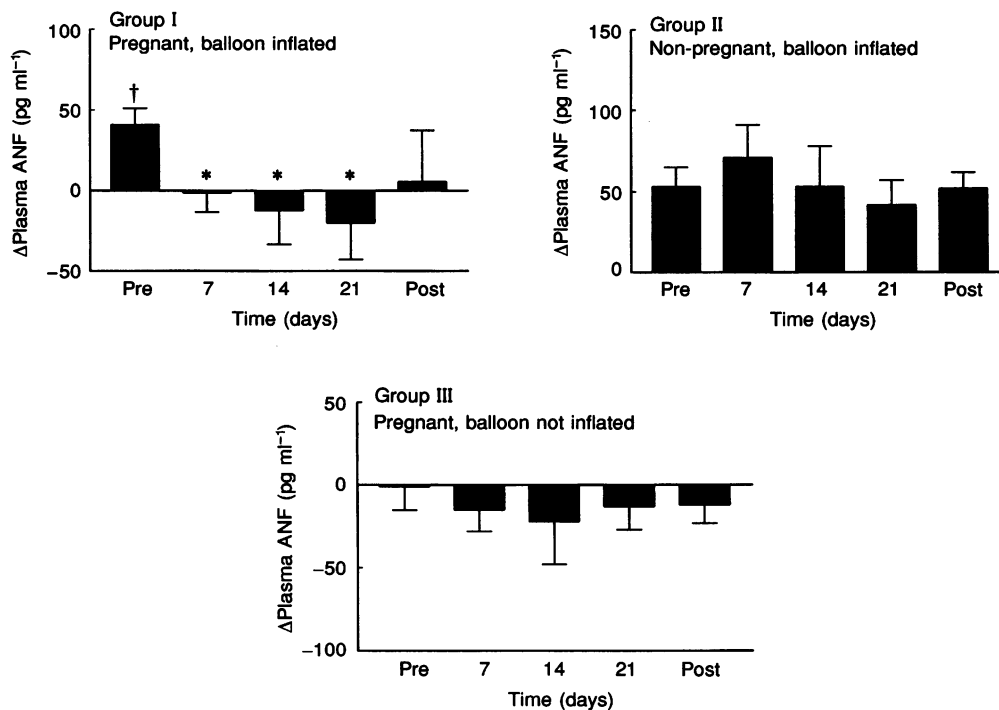 Group I
Pregnant, balloon inflated
ΔPlasma ANF (pg ml⁻¹)
100
50
0
−50
†
*
*
*
Pre 7 14 21 Post
Time (days)
Group II
Non-pregnant, balloon inflated
ΔPlasma ANF (pg ml⁻¹)
150
100
50
0
Pre 7 14 21 Post
Time (days)
Group III
Pregnant, balloon not inflated
ΔPlasma ANF (pg ml⁻¹)
50
0
−50
−100
Pre 7 14 21 Post
Time (days)